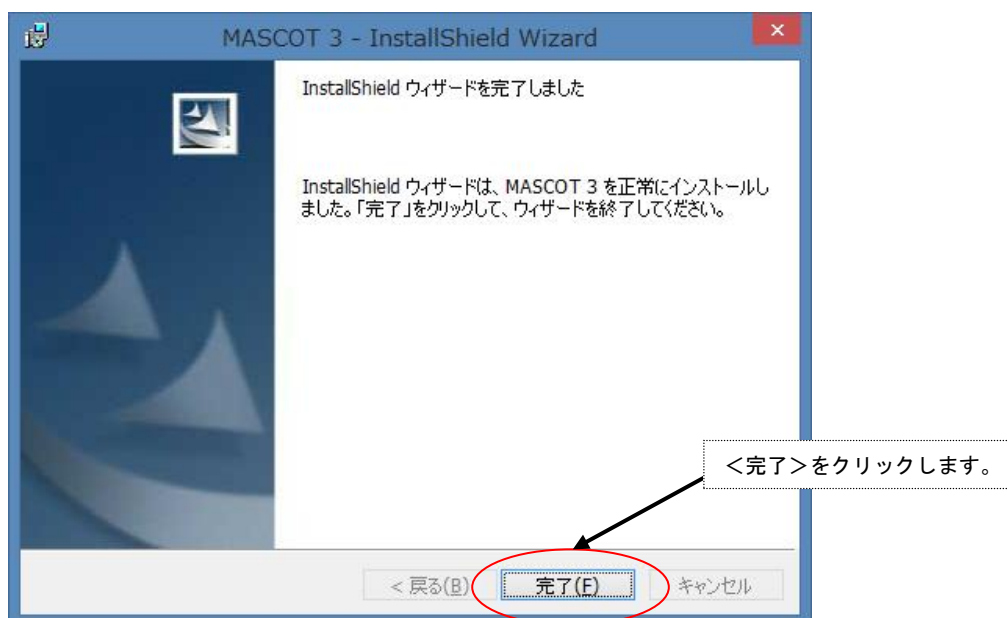 MASCOT 3 - InstallShield Wizard
InstallShield ウィザードを完了しました
InstallShield ウィザードは、MASCOT 3 を正常にインストールし
ました。「完了」をクリックして、ウィザードを終了してください。
＜完了＞をクリックします。
< 戻る(B)
完了(F)
キャンセル